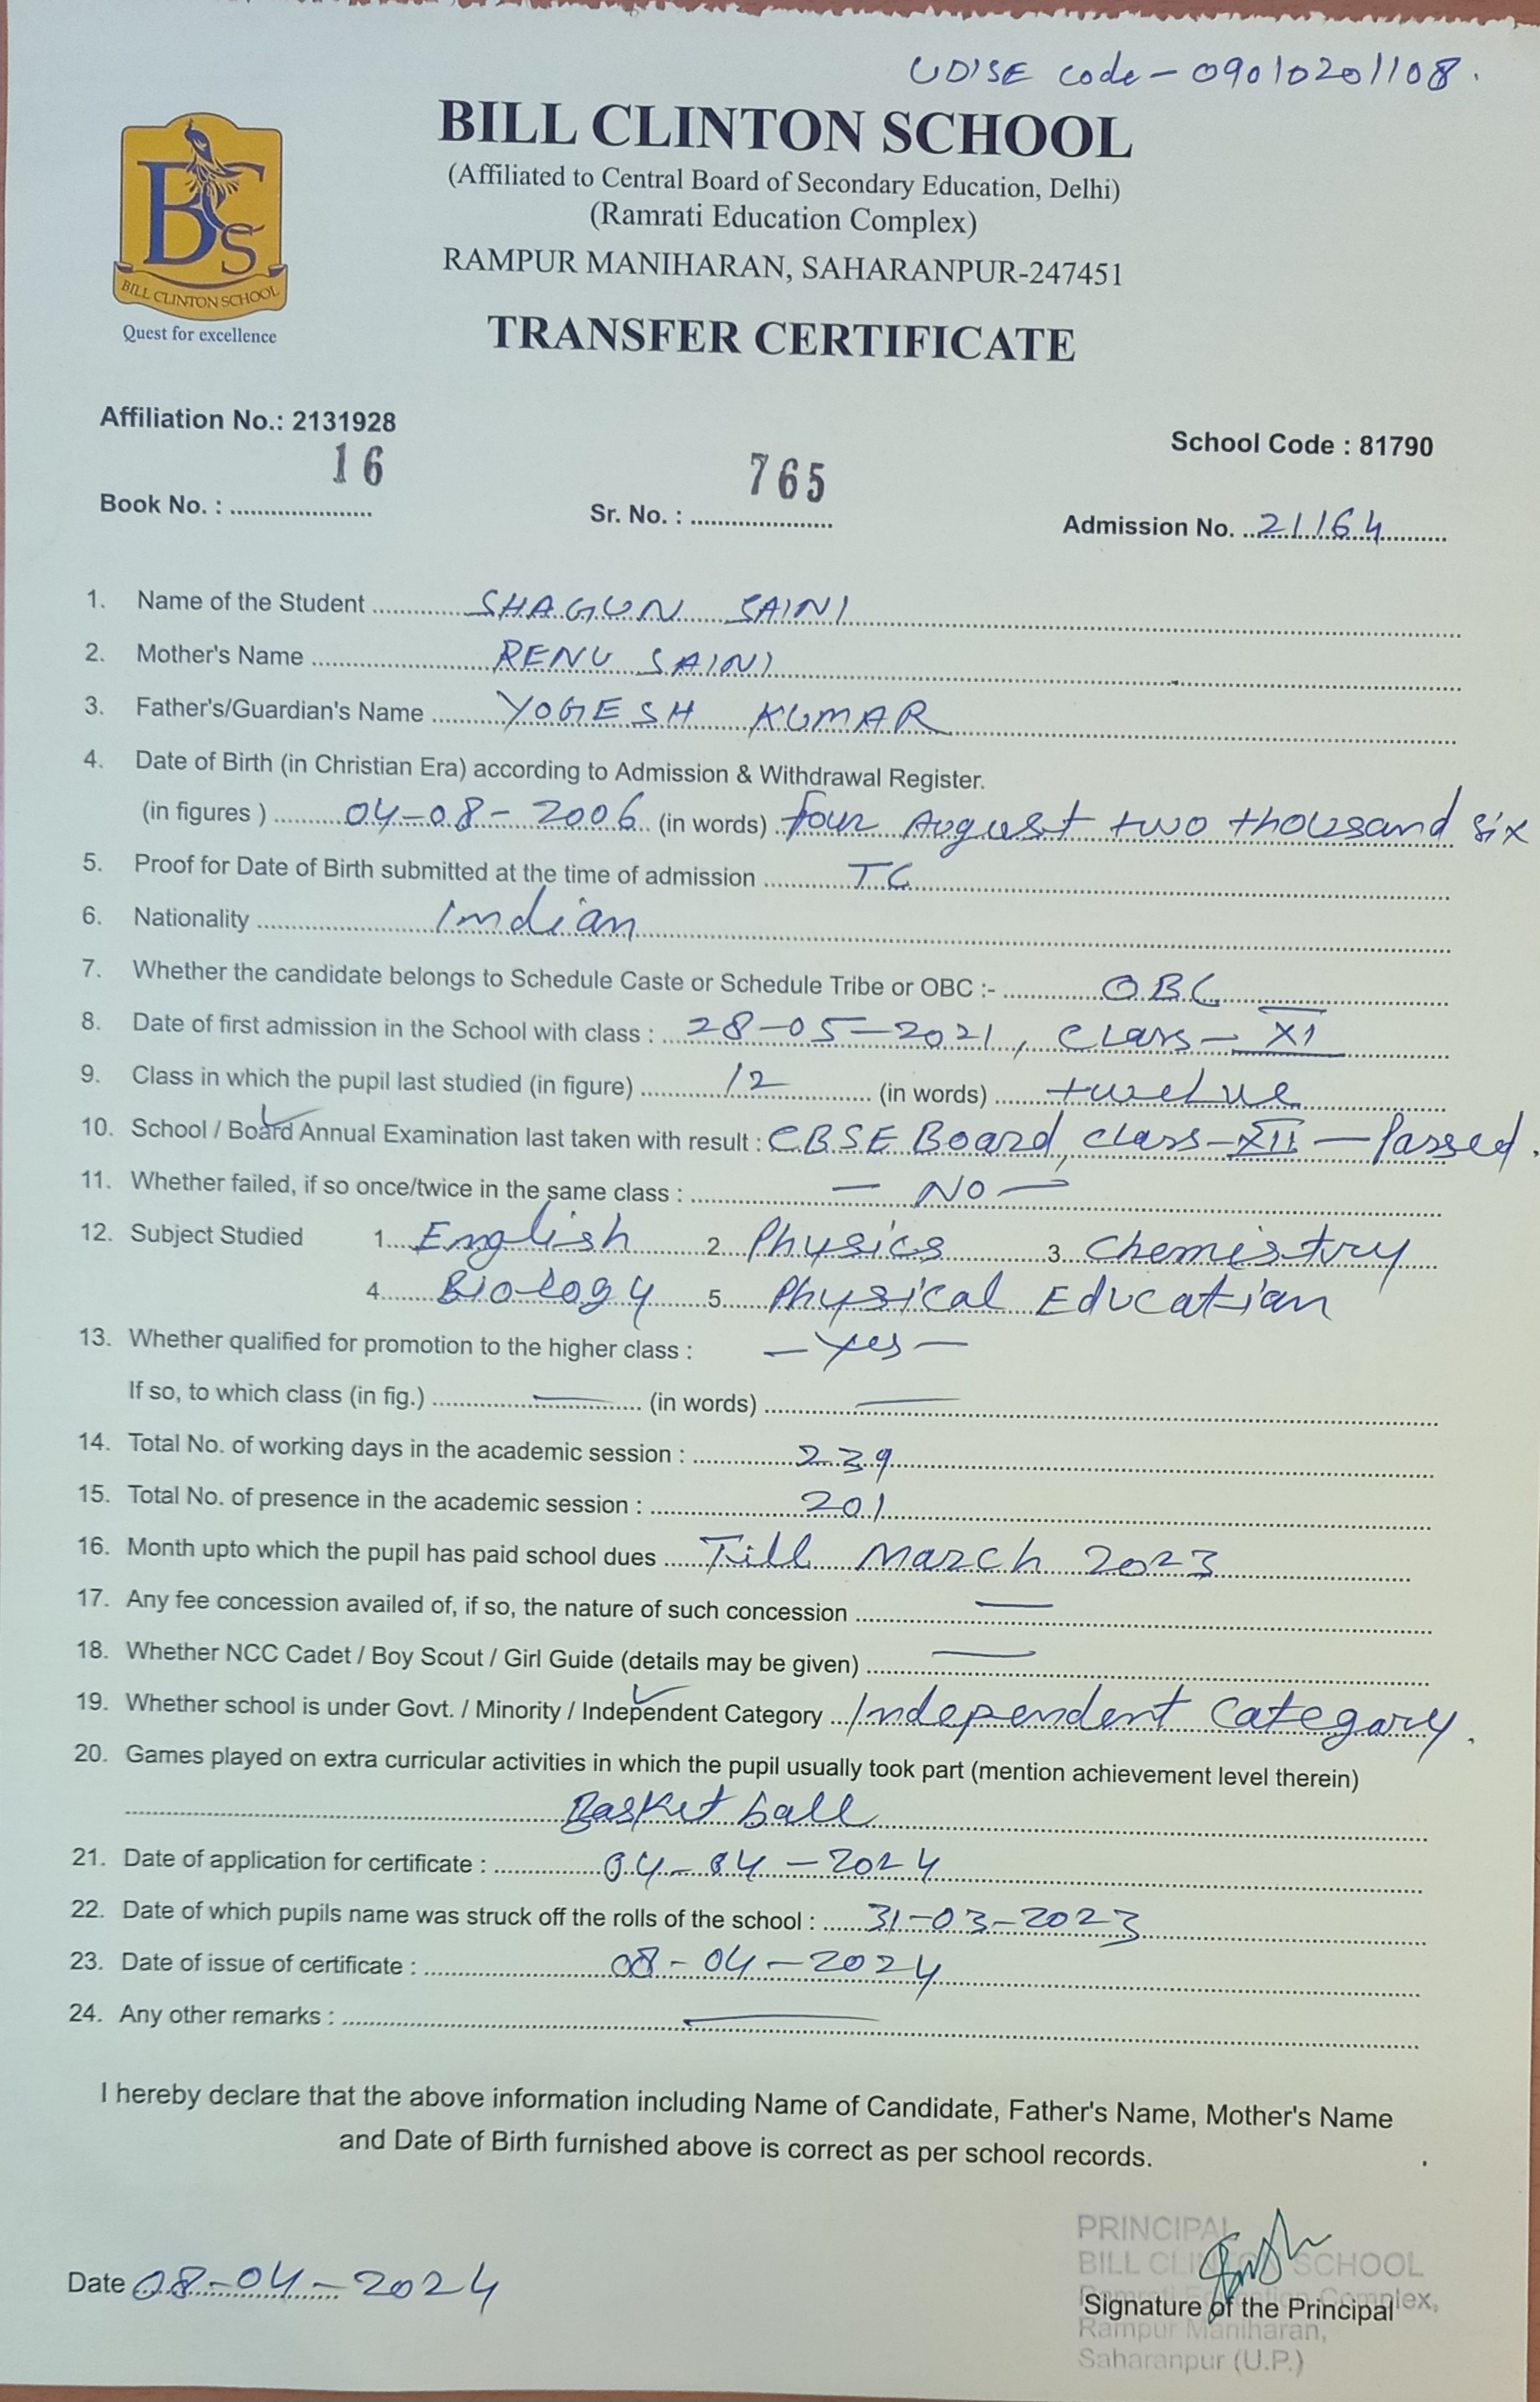 UDISE code - 09010201108.
BILL CLINTON SCHOOL
(Affiliated to Central Board of Secondary Education, Delhi)
(Ramrati Education Complex)
RAMPUR MANIHARAN, SAHARANPUR-247451
BCS
BILL CLINTON SCHOOL
Quest for excellence
TRANSFER CERTIFICATE
Affiliation No.: 2131928
School Code : 81790
Book No. : 16 Sr. No. : 765 Admission No. 21164
1. Name of the Student SHAGUN SAINI
2. Mother's Name RENU SAINI
3. Father's/Guardian's Name YOGESH KUMAR
4. Date of Birth (in Christian Era) according to Admission & Withdrawal Register.
(in figures ) 04-08-2006 (in words) four August two thousand six
5. Proof for Date of Birth submitted at the time of admission TC
6. Nationality Indian
7. Whether the candidate belongs to Schedule Caste or Schedule Tribe or OBC :- OBC
8. Date of first admission in the School with class : 28-05-2021, Class - XI
9. Class in which the pupil last studied (in figure) 12 (in words) twelve
10. School / Board Annual Examination last taken with result : CBSE Board, class-XII - Passed.
11. Whether failed, if so once/twice in the same class : - NO -
12. Subject Studied 1. English 2. Physics 3. Chemistry
4. Biology 5. Physical Education
13. Whether qualified for promotion to the higher class : - Yes -
If so, to which class (in fig.) — (in words) —
14. Total No. of working days in the academic session : 239
15. Total No. of presence in the academic session : 201
16. Month upto which the pupil has paid school dues Till March 2023
17. Any fee concession availed of, if so, the nature of such concession —
18. Whether NCC Cadet / Boy Scout / Girl Guide (details may be given) —
19. Whether school is under Govt. / Minority / Independent Category Independent Category.
20. Games played on extra curricular activities in which the pupil usually took part (mention achievement level therein)
Basket ball
21. Date of application for certificate : 04-04-2024
22. Date of which pupils name was struck off the rolls of the school : 31-03-2023
23. Date of issue of certificate : 08-04-2024
24. Any other remarks : —
I hereby declare that the above information including Name of Candidate, Father's Name, Mother's Name
and Date of Birth furnished above is correct as per school records.
Date 08-04-2024
PRINCIPAL
BILL CLINTON SCHOOL
Ramrati Education Complex,
Signature of the Principal
Rampur Maniharan,
Saharanpur (U.P.)